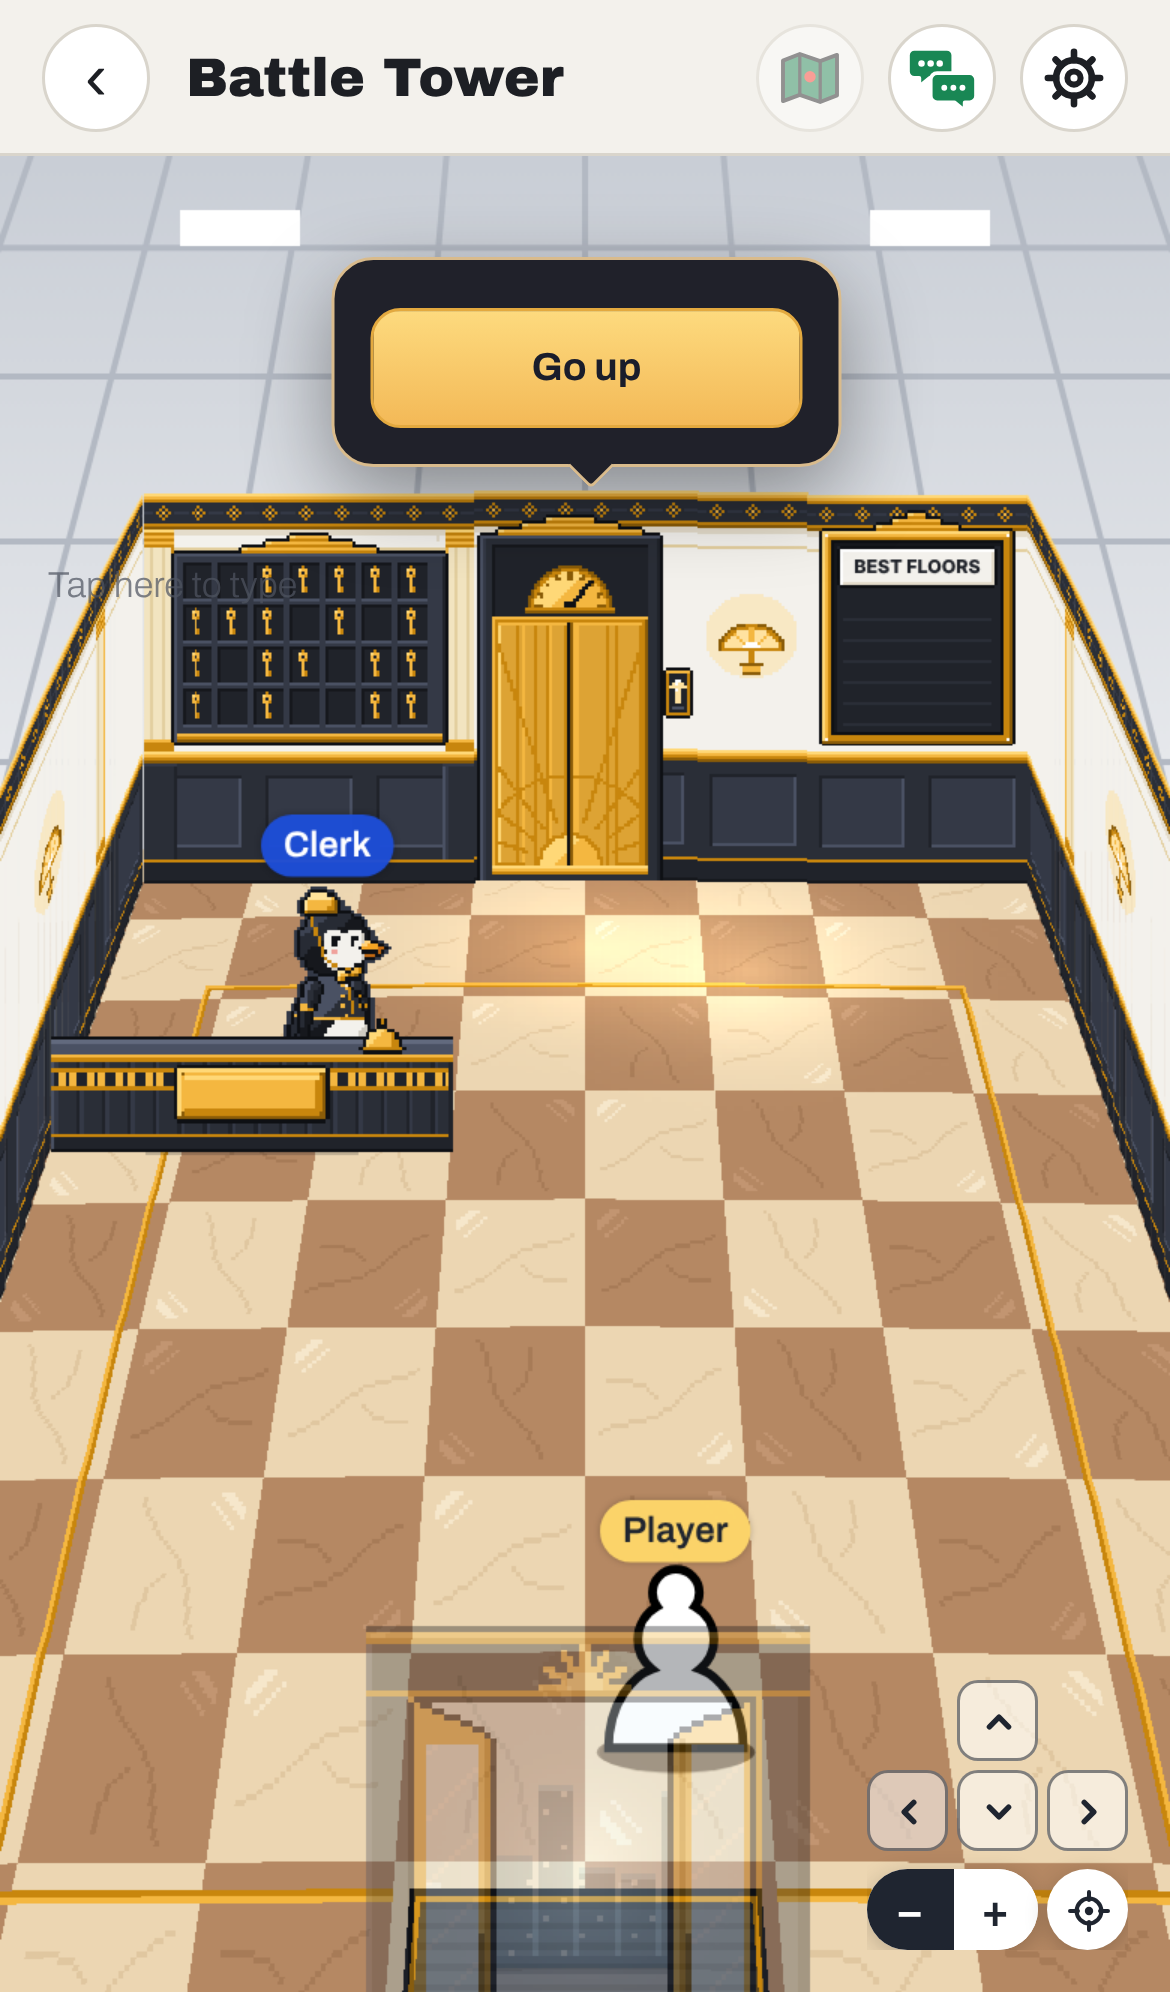 Battle Tower
Go up
BEST FLOORS
Tap here to type
Clerk
Player